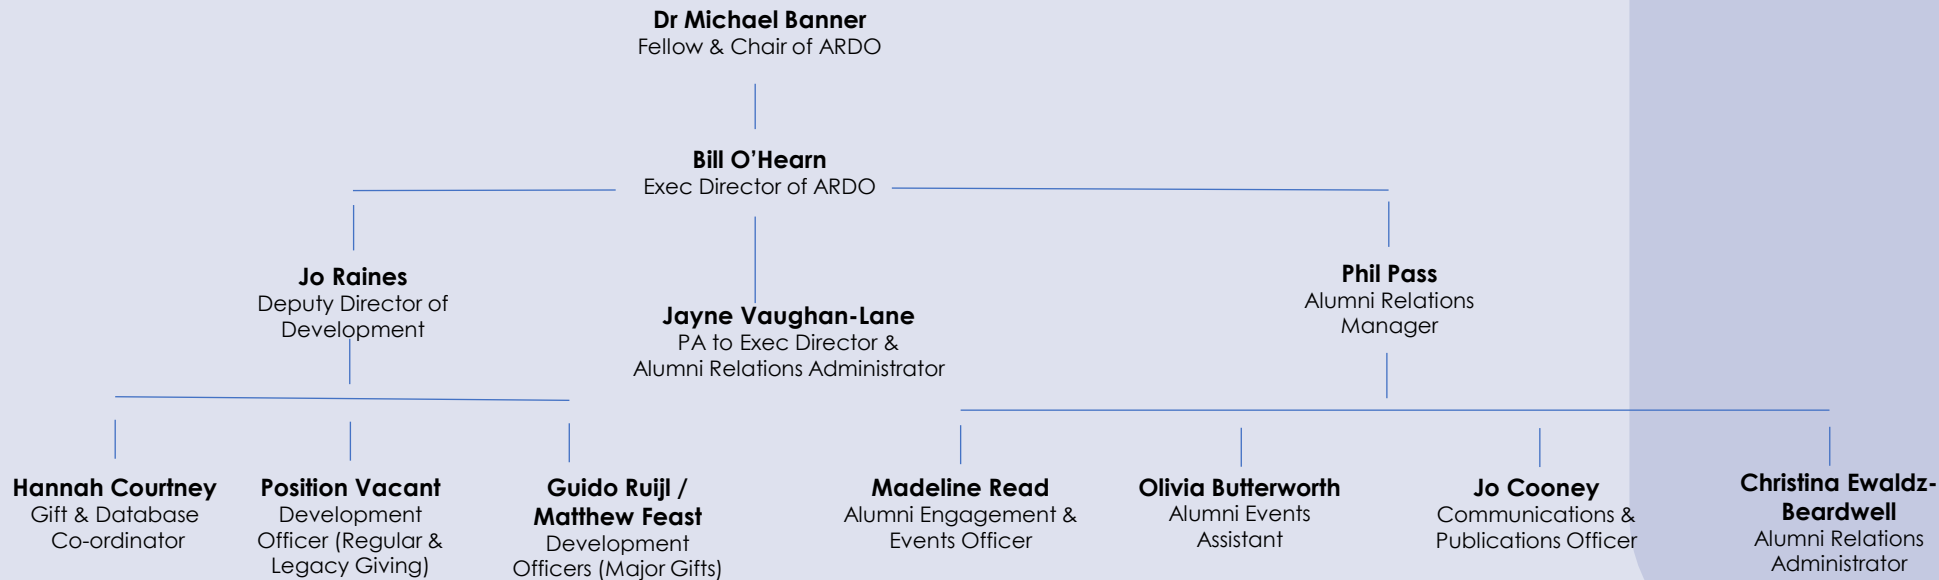 Dr Michael Banner
Fellow & Chair of ARDO
Bill O’Hearn
Exec Director of ARDO
Jo Raines
Deputy Director of
Development
Jayne Vaughan-Lane
PA to Exec Director &
Alumni Relations Administrator
Phil Pass
Alumni Relations
Manager
Hannah Courtney
Gift & Database
Co-ordinator
Position Vacant
Development
Officer (Regular &
Legacy Giving)
Guido Ruijl /
Matthew Feast
Development
Officers (Major Gifts)
Madeline Read
Alumni Engagement &
Events Officer
Olivia Butterworth
Alumni Events
Assistant
Jo Cooney
Communications &
Publications Officer
Christina Ewaldz-
Beardwell
Alumni Relations
Administrator